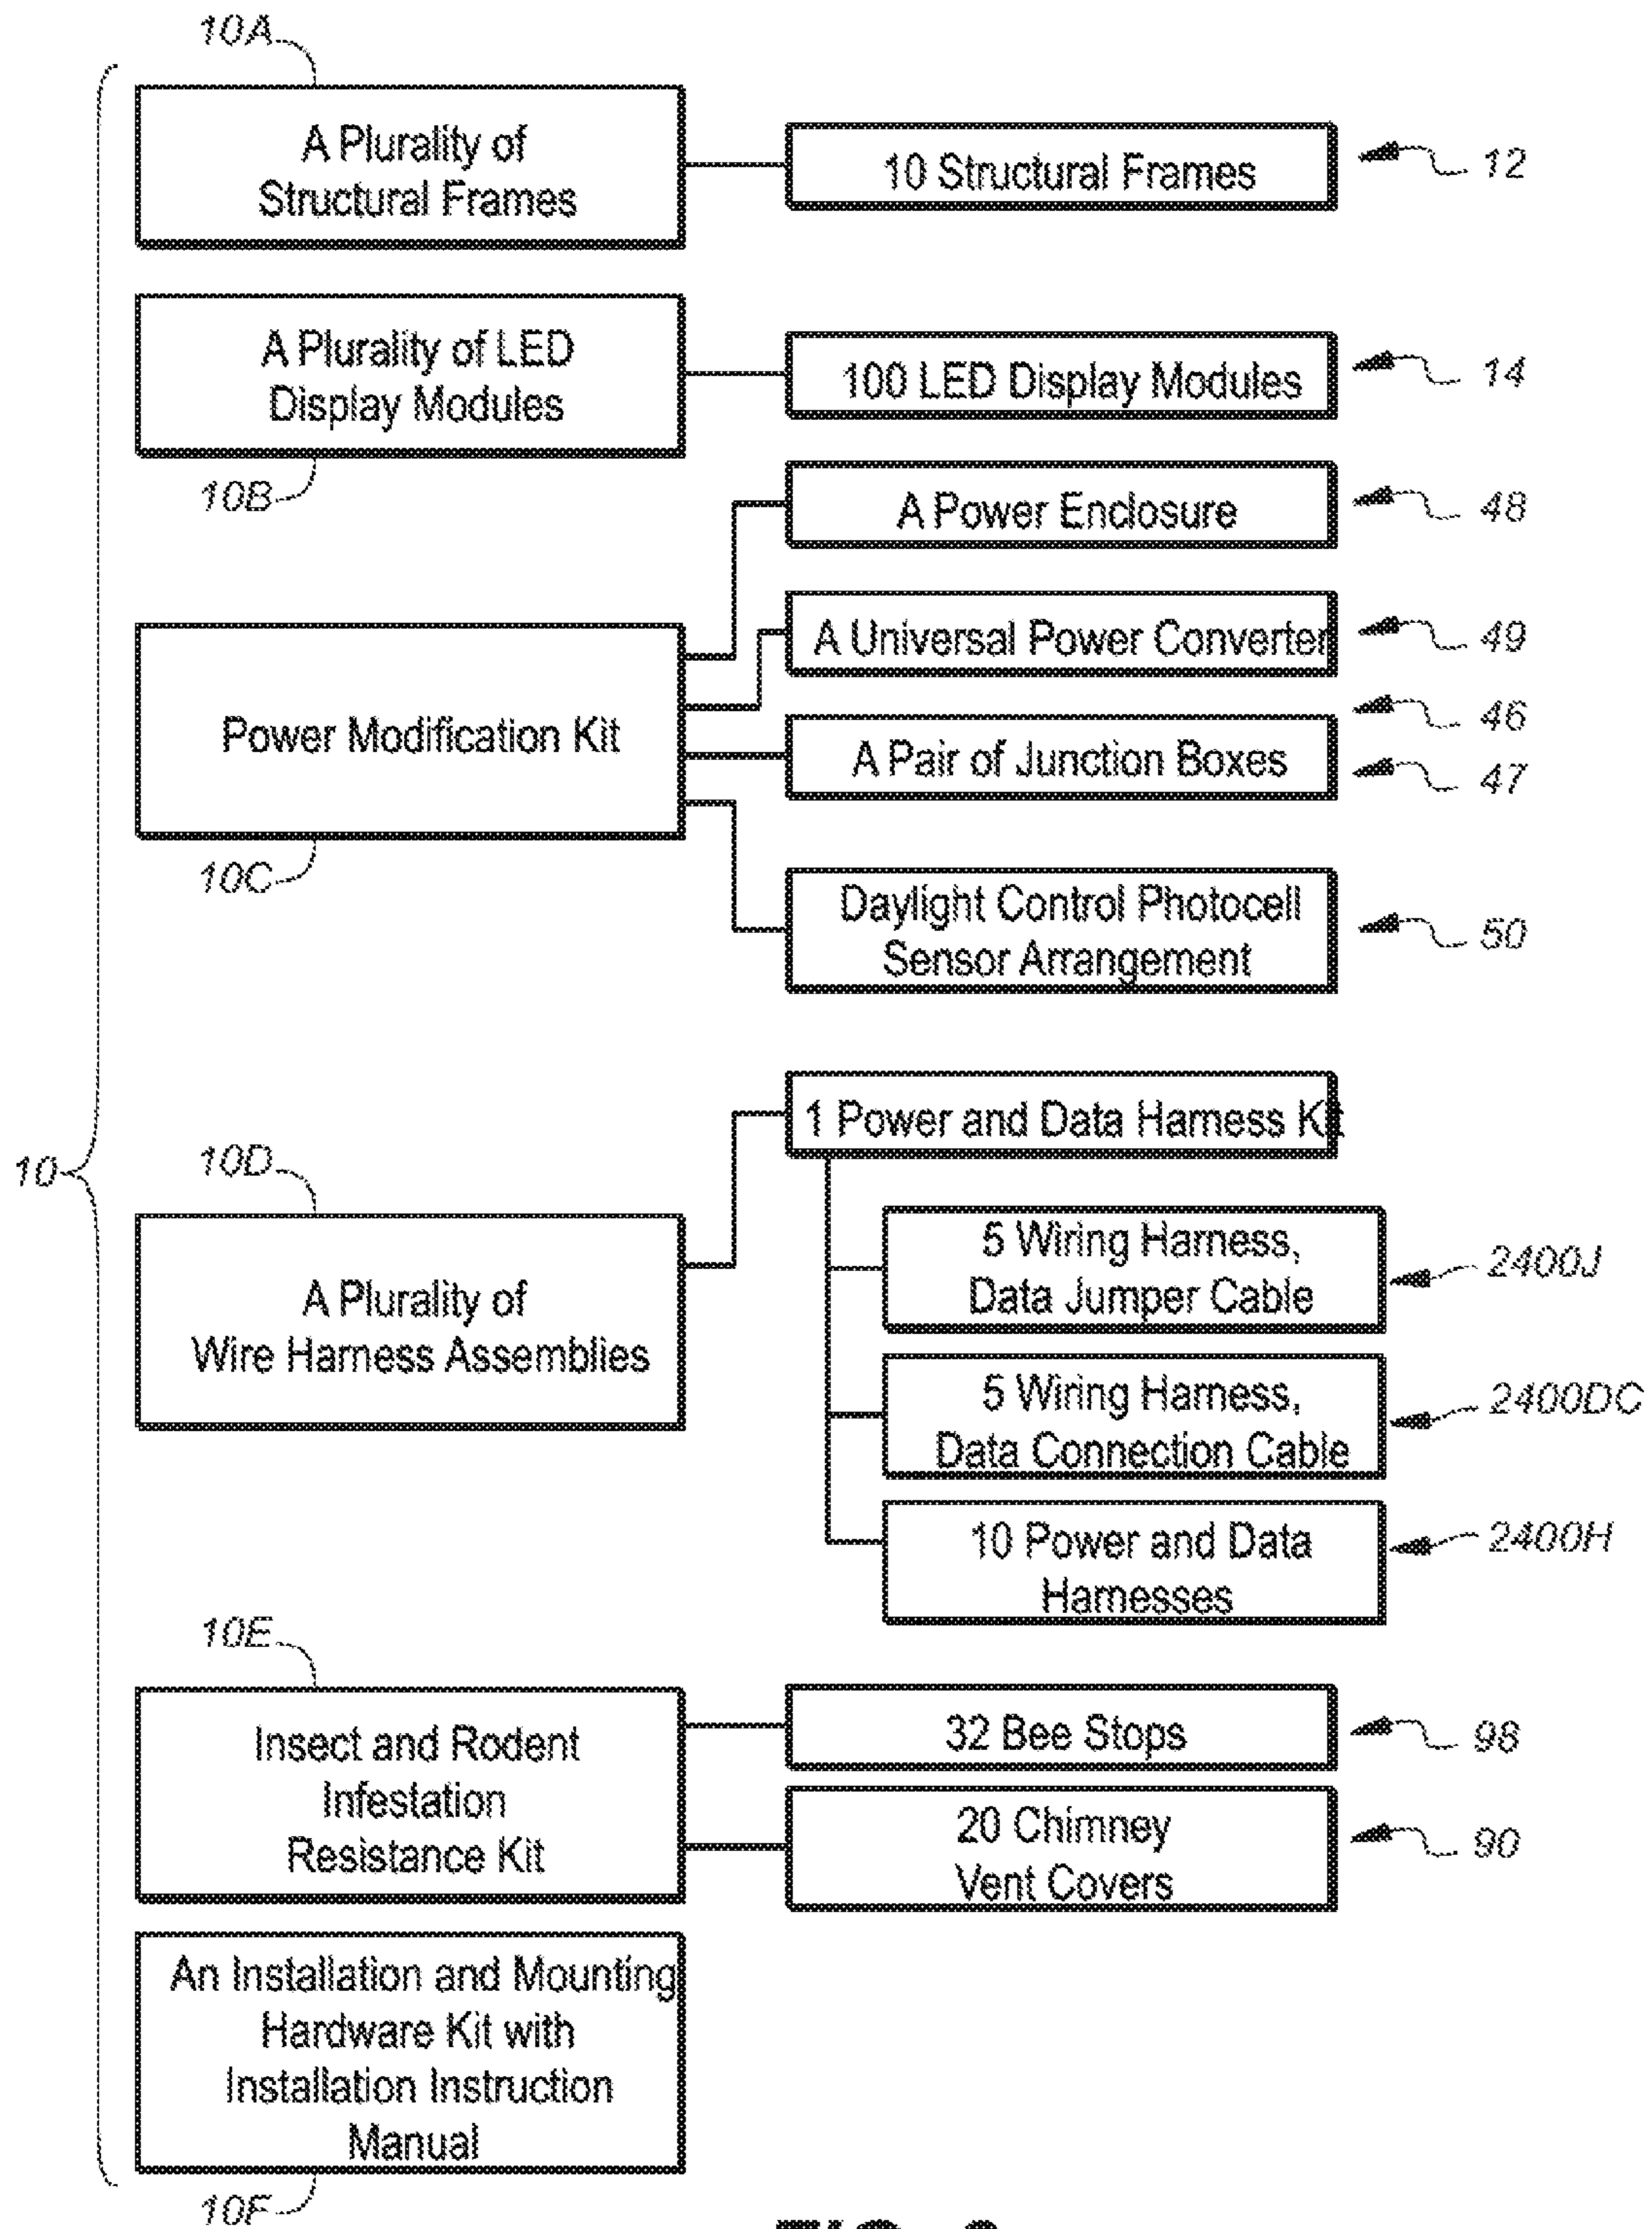 10A
A Plurality of
Structural Frames
10 Structural Frames
12
A Plurality of LED
Display Modules
100 LED Display Modules
14
10B
A Power Enclosure
48
A Universal Power Converter
49
Power Modification Kit
46
A Pair of Junction Boxes
47
10C
Daylight Control Photocell
Sensor Arrangement
50
1 Power and Data Harness Kit
10
10D
5 Wiring Harness,
Data Jumper Cable
2400J
A Plurality of
Wire Harness Assemblies
5 Wiring Harness,
Data Connection Cable
2400DC
10 Power and Data
Harnesses
2400H
10E
Insect and Rodent
Infestation
Resistance Kit
32 Bee Stops
98
20 Chimney
Vent Covers
90
An Installation and Mounting
Hardware Kit with
Installation Instruction
Manual
10F